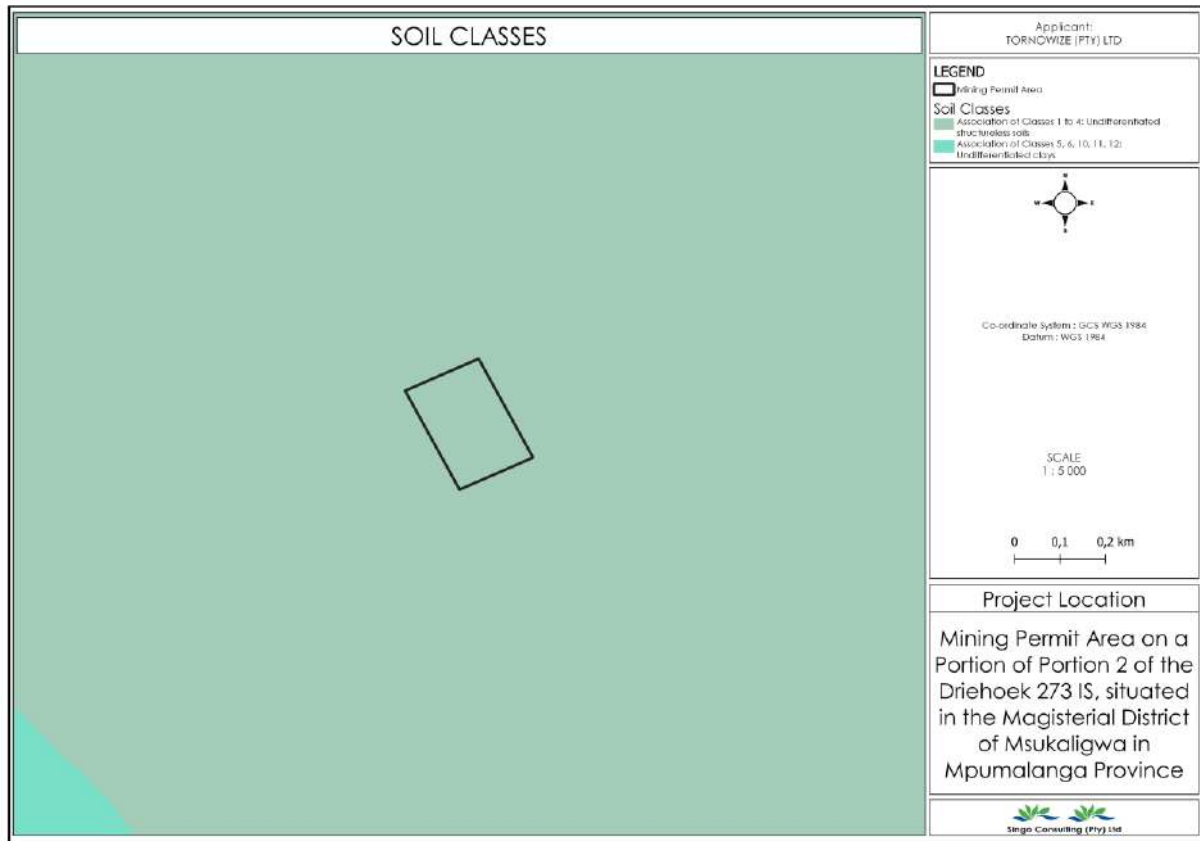 SOIL CLASSES
Applicant:
TORNOWIZE (PTY) LTD
LEGEND
Mining Permit Area
Soil Classes
Association of Classes 1 to 4: Undifferentiated
structureless soils
Association of Classes 5, 6, 10, 11, 12:
Undifferentiated clays
N
W
E
S
Co-ordinate System : GCS WGS 1984
Datum : WGS 1984
SCALE
1 : 5 000
0 0,1 0,2 km
Project Location
Mining Permit Area on a
Portion of Portion 2 of the
Driehoek 273 IS, situated
in the Magisterial District
of Msukaligwa in
Mpumalanga Province
Singo Consulting (Pty) Ltd